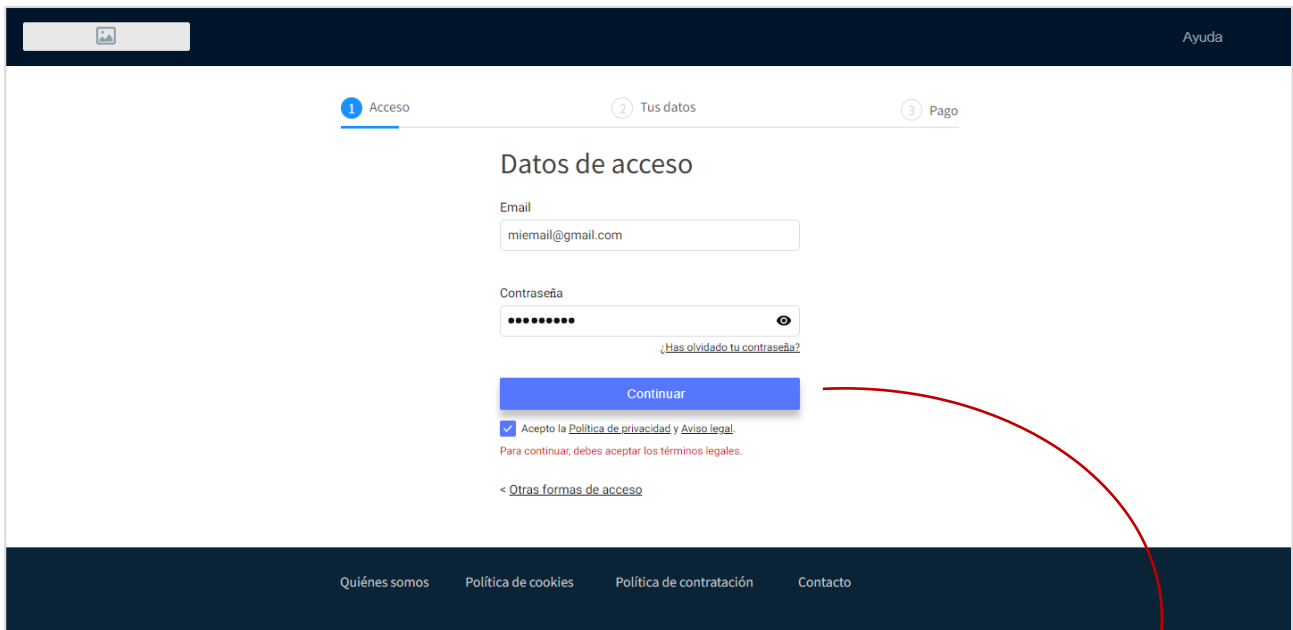 Ayuda
1 Acceso
2 Tus datos
3 Pago
Datos de acceso
Email
miemail@gmail.com
Contraseña
¿Has olvidado tu contraseña?
Continuar
Acepto la Política de privacidad y Aviso legal.
Para continuar, debes aceptar los términos legales.
< Otras formas de acceso
Quiénes somos Política de cookies Política de contratación Contacto